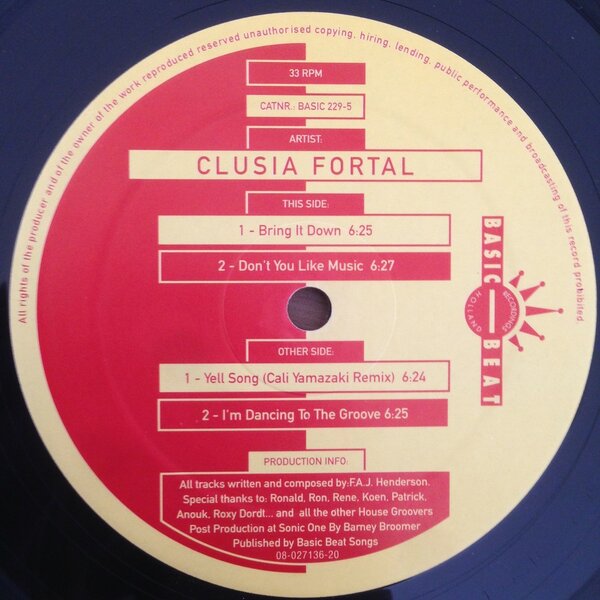 All rights of the producer and of the owner of the work reproduced reserved unauthorised copying, hiring, lending, public performance and broadcasting of this record prohibited.
33 RPM
CATNR.: BASIC 229-5
ARTIST:
CLUSIA FORTAL
THIS SIDE:
1 - Bring It Down 6:25
2 - Don't You Like Music 6:27
BASIC BEAT
RECORDINGS
HOLLAND
OTHER SIDE:
1 - Yell Song (Cali Yamazaki Remix) 6:24
2 - I'm Dancing To The Groove 6:25
PRODUCTION INFO:
All tracks written and composed by:F.A.J. Henderson.
Special thanks to: Ronald, Ron, Rene, Koen, Patrick,
Anouk, Roxy Dordt... and all the other House Groovers
Post Production at Sonic One By Barney Broomer
Published by Basic Beat Songs
08-027136-20